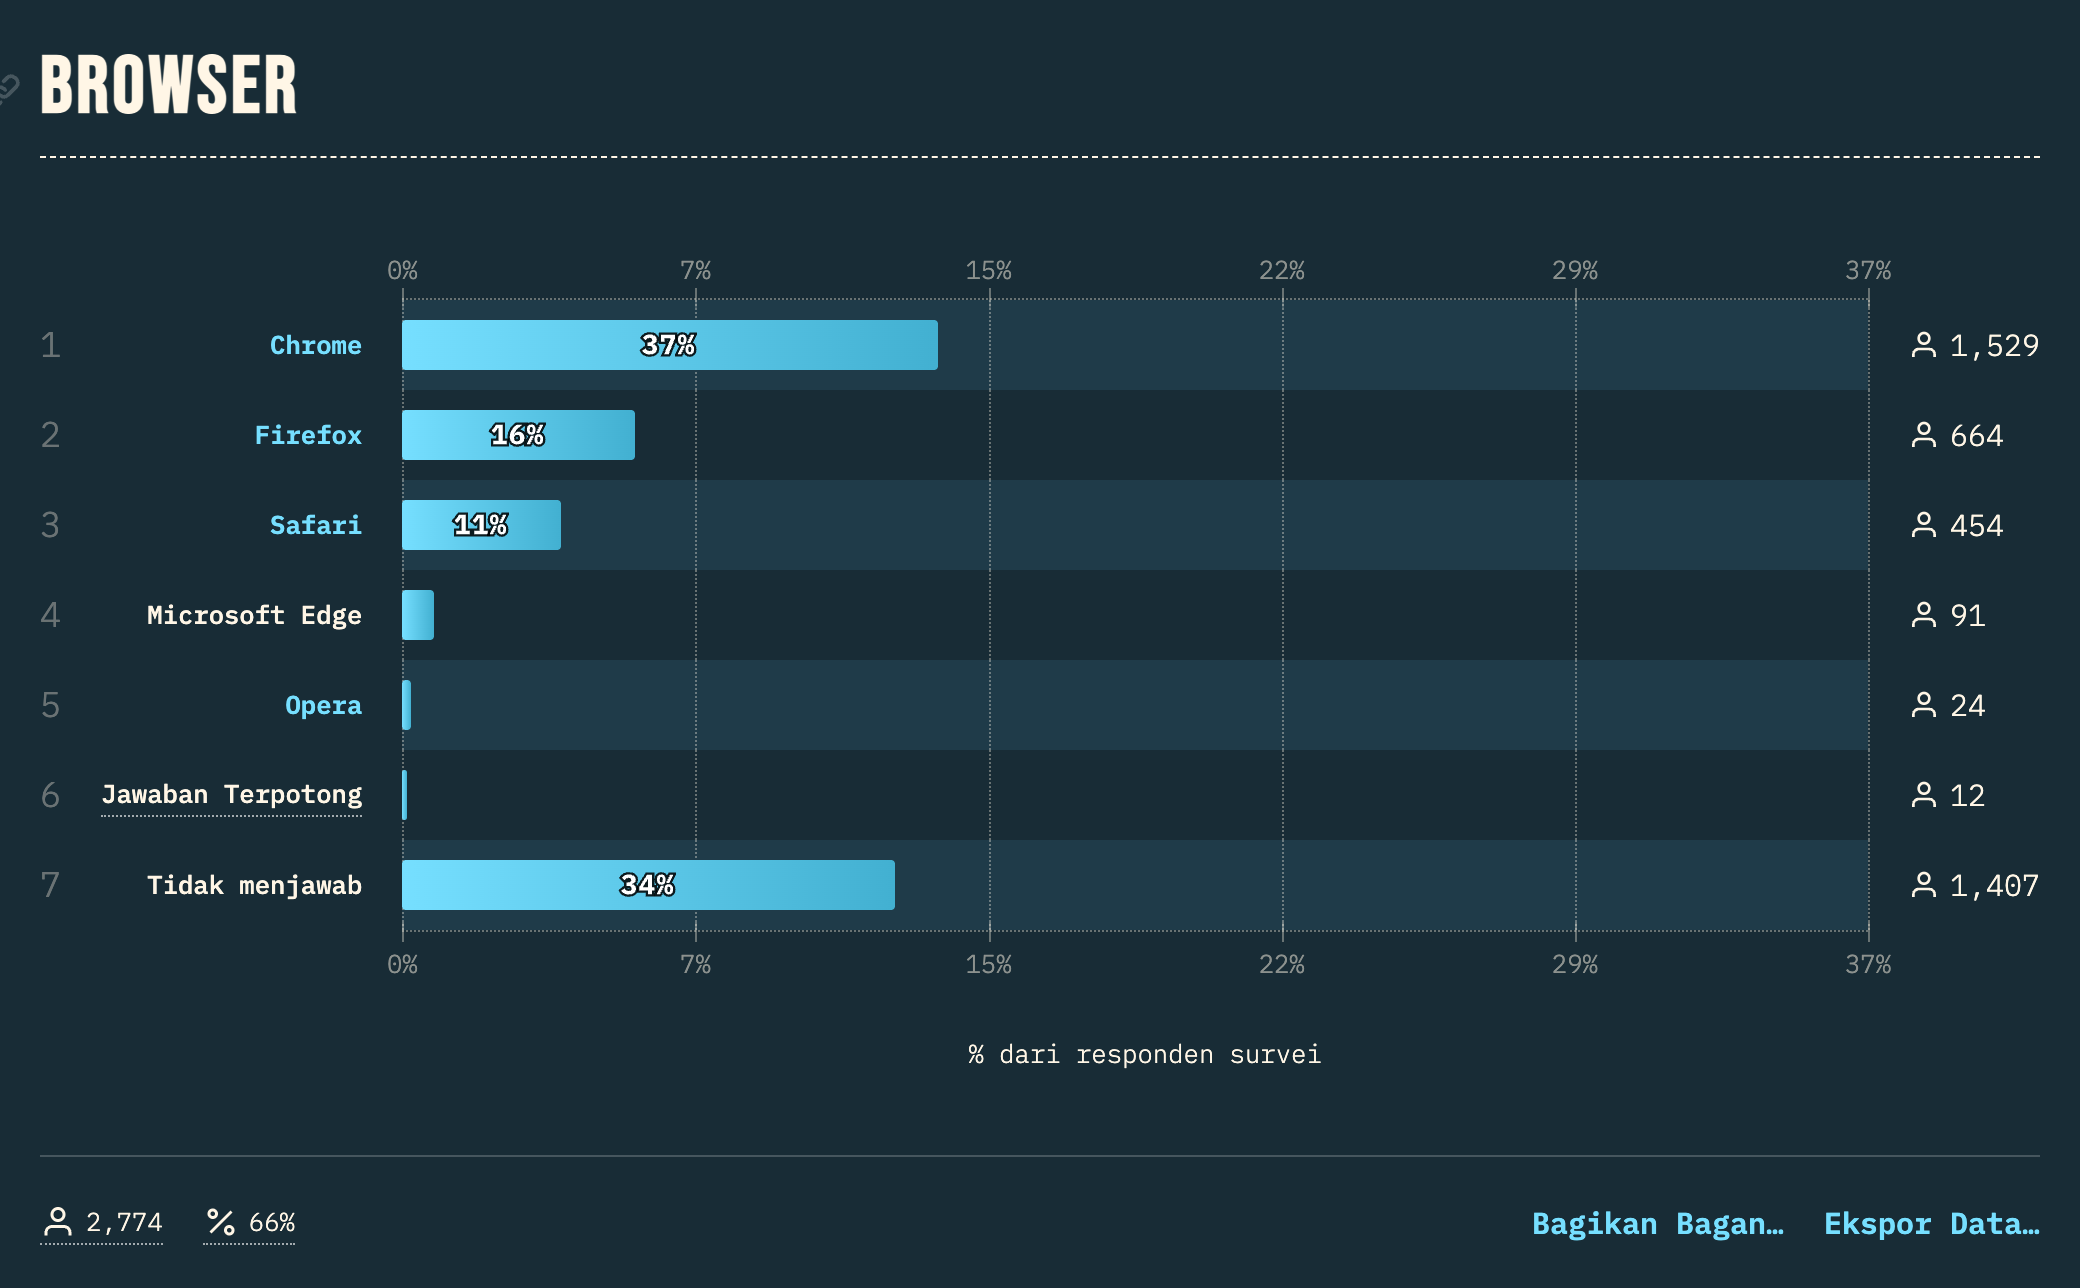 BROWSER
0% 7% 15% 22% 29% 37%
1 Chrome 37% 1,529
2 Firefox 16% 664
3 Safari 11% 454
4 Microsoft Edge 91
5 Opera 24
6 Jawaban Terpotong 12
7 Tidak menjawab 34% 1,407
0% 7% 15% 22% 29% 37%
% dari responden survei
2,774 66% Bagikan Bagan… Ekspor Data…